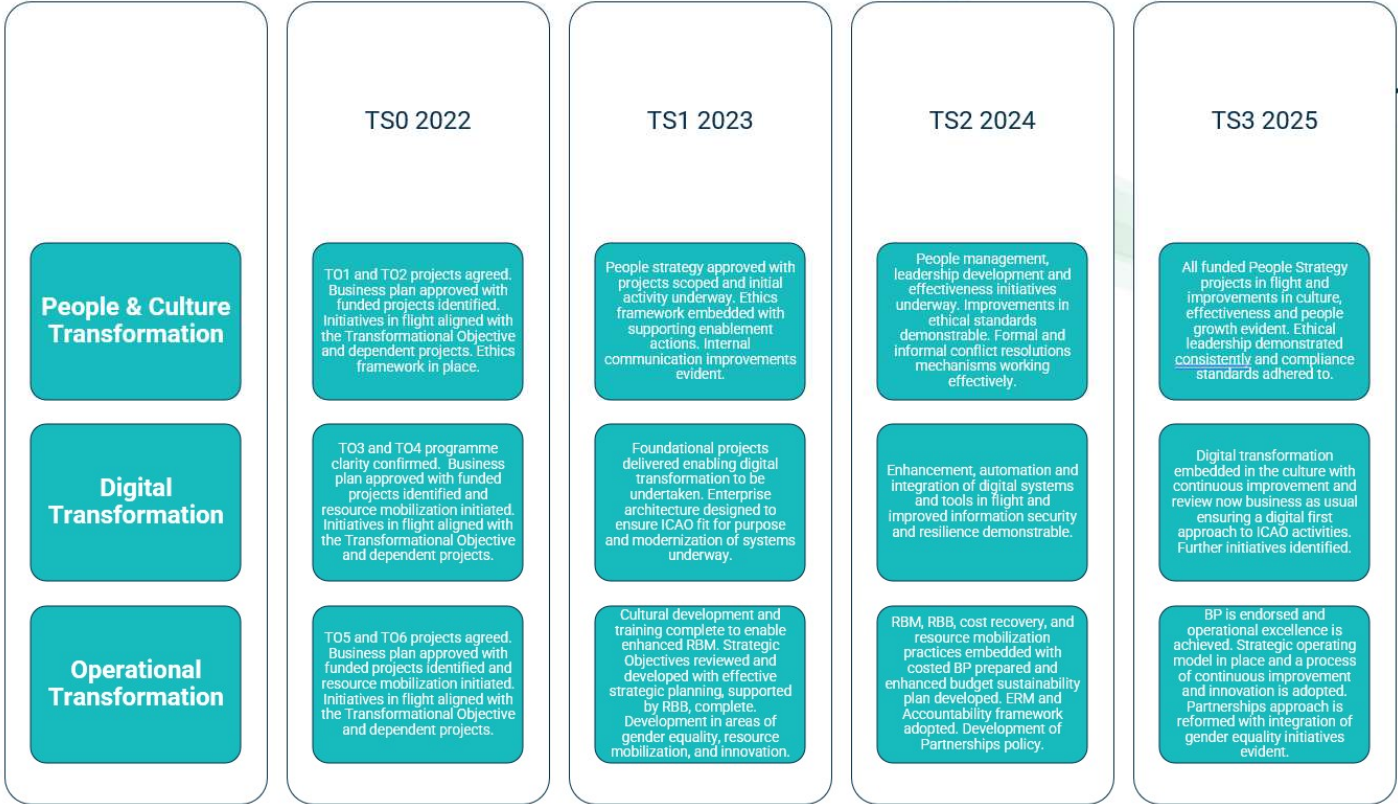 TS0 2022
TS1 2023
TS2 2024
TS3 2025
People & Culture
Transformation
TO1 and TO2 projects agreed.
Business plan approved with
funded projects identified.
Initiatives in flight aligned with
the Transformational Objective
and dependent projects. Ethics
framework in place.
People strategy approved with
projects scoped and initial
activity underway. Ethics
framework embedded with
supporting enablement
actions. Internal
communication improvements
evident.
People management,
leadership development and
effectiveness initiatives
underway. Improvements in
ethical standards
demonstrable. Formal and
informal conflict resolutions
mechanisms working
effectively.
All funded People Strategy
projects in flight and
improvements in culture,
effectiveness and people
growth evident. Ethical
leadership demonstrated
consistently and compliance
standards adhered to.
Digital
Transformation
TO3 and TO4 programme
clarity confirmed. Business
plan approved with funded
projects identified and
resource mobilization initiated.
Initiatives in flight aligned with
the Transformational Objective
and dependent projects.
Foundational projects
delivered enabling digital
transformation to be
undertaken. Enterprise
architecture designed to
ensure ICAO fit for purpose
and modernization of systems
underway.
Enhancement, automation and
integration of digital systems
and tools in flight and
improved information security
and resilience demonstrable.
Digital transformation
embedded in the culture with
continuous improvement and
review now business as usual
ensuring a digital first
approach to ICAO activities.
Further initiatives identified.
Operational
Transformation
TO5 and TO6 projects agreed.
Business plan approved with
funded projects identified and
resource mobilization initiated.
Initiatives in flight aligned with
the Transformational Objective
and dependent projects.
Cultural development and
training complete to enable
enhanced RBM. Strategic
Objectives reviewed and
developed with effective
strategic planning, supported
by RBB, complete.
Development in areas of
gender equality, resource
mobilization, and innovation.
RBM, RBB, cost recovery, and
resource mobilization
practices embedded with
costed BP prepared and
enhanced budget sustainability
plan developed. ERM and
Accountability framework
adopted. Development of
Partnerships policy.
BP is endorsed and
operational excellence is
achieved. Strategic operating
model in place and a process
of continuous improvement
and innovation is adopted.
Partnerships approach is
reformed with integration of
gender equality initiatives
evident.